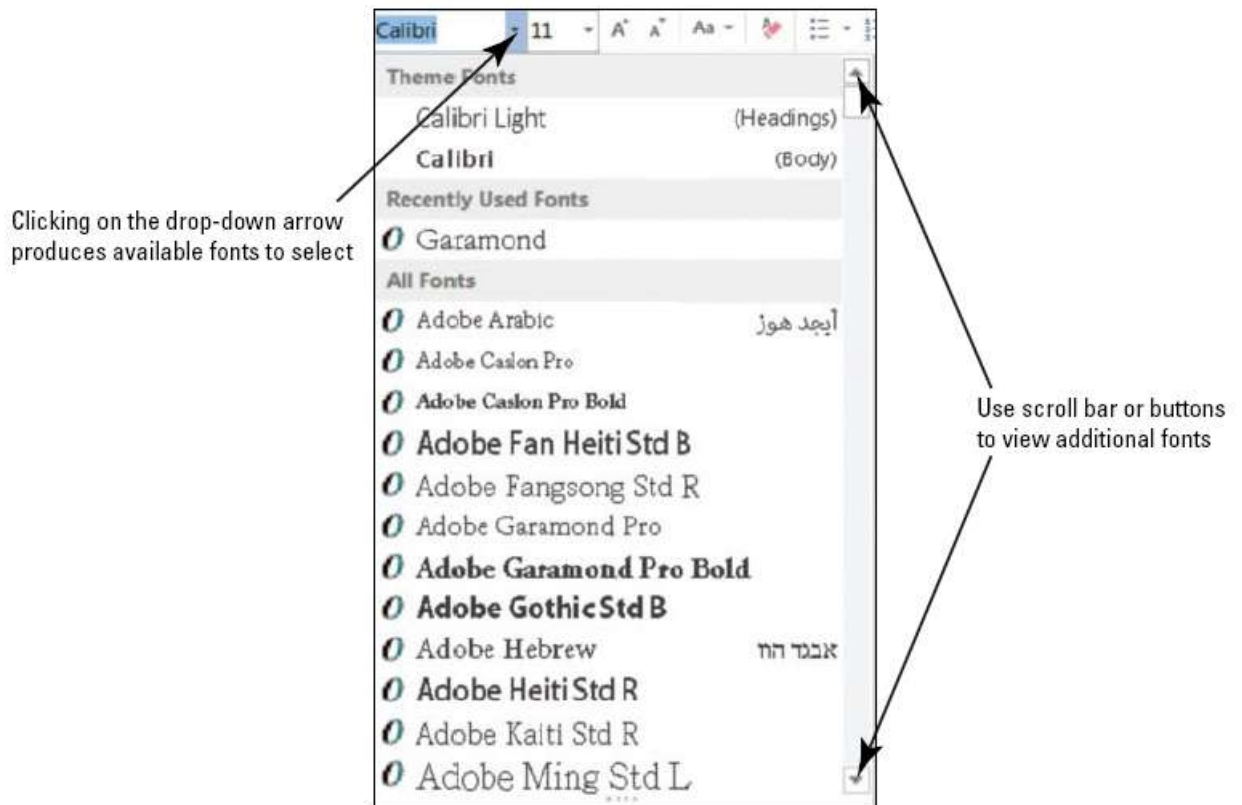 Calibri 11 A A Aa
Theme Fonts
Calibri Light (Headings)
Calibri (Body)
Recently Used Fonts
O Garamond
All Fonts
O Adobe Arabic أيجد هوز
O Adobe Caslon Pro
O Adobe Caslon Pro Bold
O Adobe Fan Heiti Std B
O Adobe Fangsong Std R
O Adobe Garamond Pro
O Adobe Garamond Pro Bold
O Adobe Gothic Std B
O Adobe Hebrew אבגד הוז
O Adobe Heiti Std R
O Adobe Kaiti Std R
O Adobe Ming Std L
Clicking on the drop-down arrow
produces available fonts to select
Use scroll bar or buttons
to view additional fonts